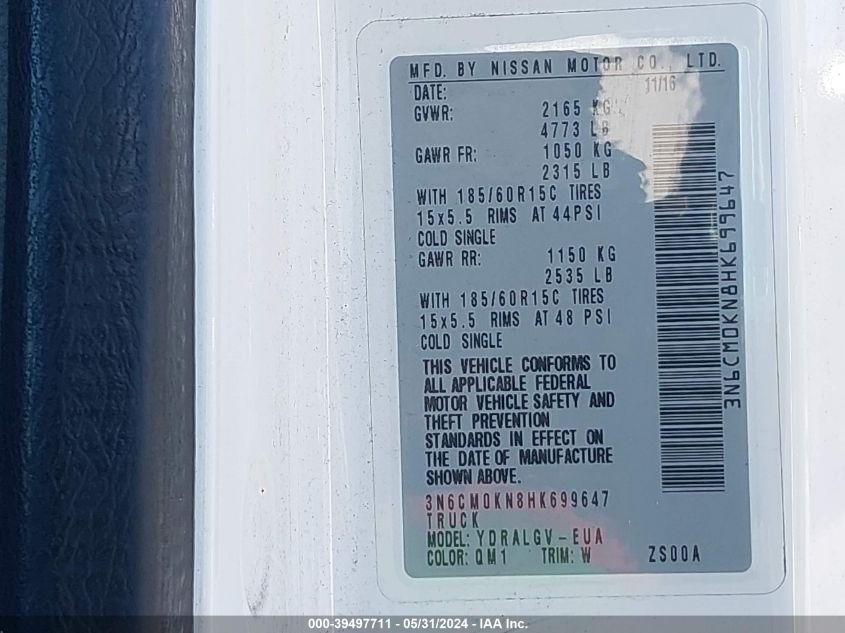 MFD. BY NISSAN MOTOR CO., LTD.
DATE: 11/16
GVWR: 2165 KG
4773 LB
GAWR FR: 1050 KG
2315 LB
WITH 185/60R15C TIRES
15x5.5 RIMS AT 44PSI
COLD SINGLE
GAWR RR: 1150 KG
2535 LB
WITH 185/60R15C TIRES
15x5.5 RIMS AT 48 PSI
COLD SINGLE
THIS VEHICLE CONFORMS TO
ALL APPLICABLE FEDERAL
MOTOR VEHICLE SAFETY AND
THEFT PREVENTION
STANDARDS IN EFFECT ON
THE DATE OF MANUFACTURE
SHOWN ABOVE.
3N6CM0KN8HK699647
TRUCK
MODEL: YDRALGV-EUA
COLOR: QM1 TRIM: W ZS00A
3N6CM0KN8HK699647
000-39497711 - 05/31/2024 - IAA Inc.